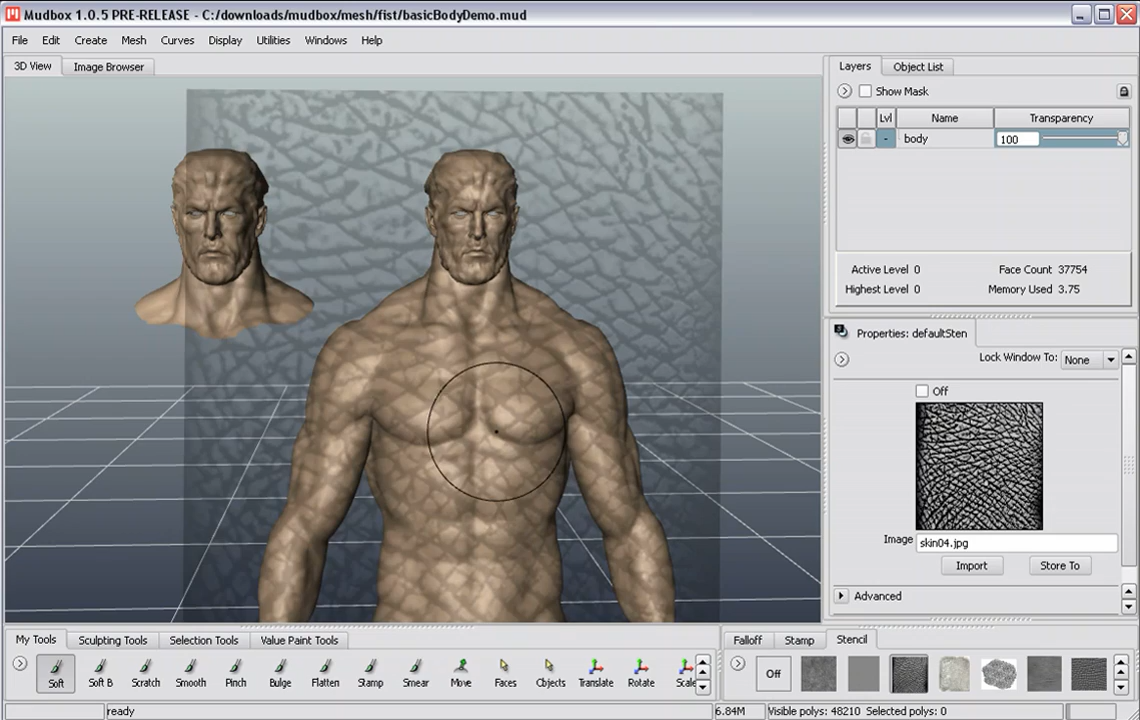 Mudbox 1.0.5 PRE-RELEASE - C:/downloads/mudbox/mesh/fist/basicBodyDemo.mud
File Edit Create Mesh Curves Display Utilities Windows Help
3D View Image Browser
Layers Object List
Show Mask
Lvl Name Transparency
- body 100
Active Level 0 Face Count 37754
Highest Level 0 Memory Used 3.75
Properties: defaultSten
Lock Window To: None
Off
Image skin04.jpg
Import Store To
Advanced
My Tools Sculpting Tools Selection Tools Value Paint Tools
Soft Soft B Scratch Smooth Pinch Bulge Flatten Stamp Smear Move Faces Objects Translate Rotate Scale
Falloff Stamp Stencil
Off
ready
6.84M Visible polys: 48210 Selected polys: 0